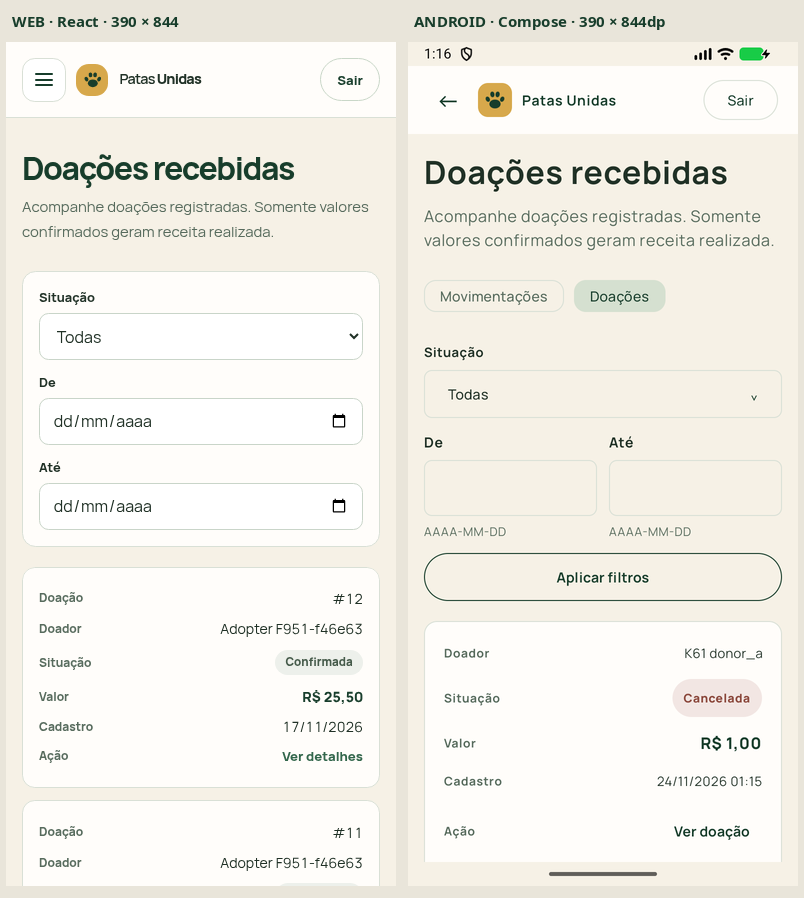 WEB · React · 390 × 844
Patas Unidas
Sair
Doações recebidas
Acompanhe doações registradas. Somente valores
confirmados geram receita realizada.
Situação
Todas
De
dd/mm/aaaa
Até
dd/mm/aaaa
Doação #12
Doador Adopter F951-f46e63
Situação Confirmada
Valor R$ 25,50
Cadastro 17/11/2026
Ação Ver detalhes
Doação #11
Doador Adopter F951-f46e63
ANDROID · Compose · 390 × 844dp
1:16
Patas Unidas
Sair
Doações recebidas
Acompanhe doações registradas. Somente
valores confirmados geram receita realizada.
Movimentações Doações
Situação
Todas
De Até
AAAA-MM-DD AAAA-MM-DD
Aplicar filtros
Doador K61 donor_a
Situação Cancelada
Valor R$ 1,00
Cadastro 24/11/2026 01:15
Ação Ver doação